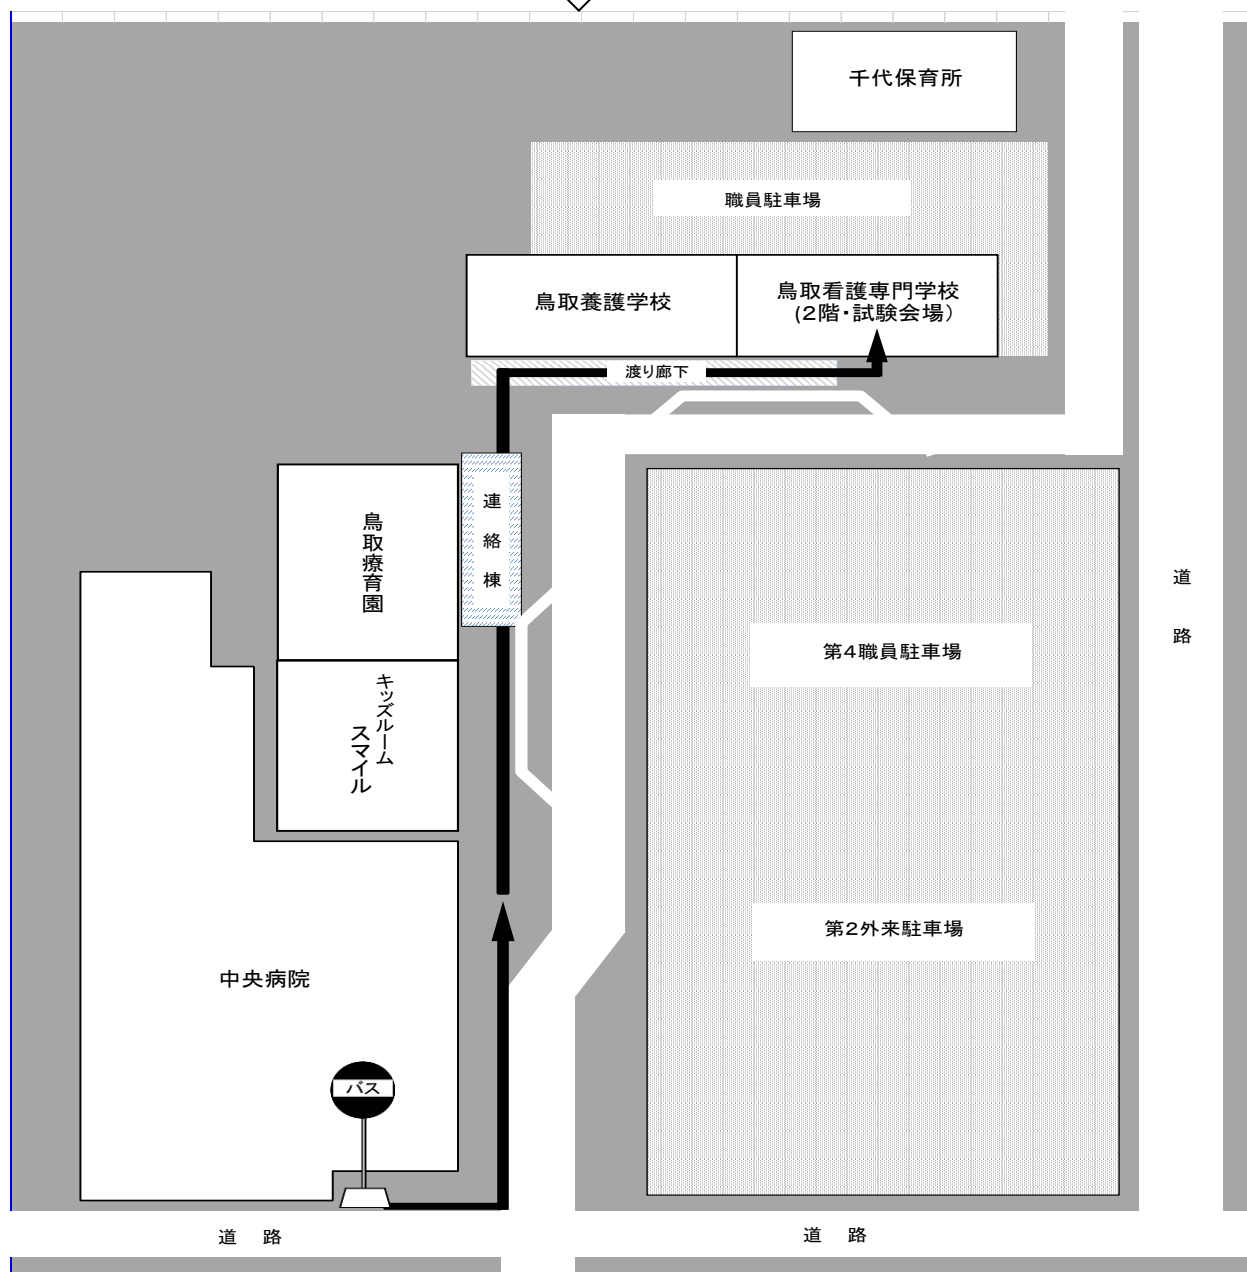 千代保育所
職員駐車場
鳥取養護学校
鳥取看護専門学校
(2階・試験会場)
渡り廊下
連絡棟
鳥取療育園
道路
第4職員駐車場
キッズルーム
スマイル
第2外来駐車場
中央病院
バス
道 路
道 路